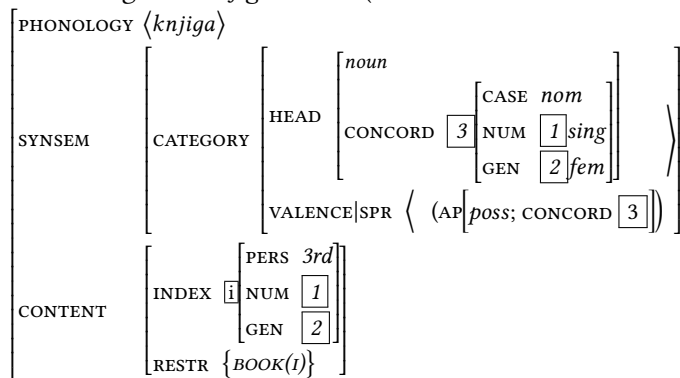 PHONOLOGY ⟨knjiga⟩
noun
CASE nom
HEAD
CONCORD 3 NUM 1 sing
SYNSEM CATEGORY
GEN 2 fem
VALENCE|SPR ⟨ (AP[poss; CONCORD 3]) ⟩
PERS 3rd
INDEX i NUM 1
CONTENT
GEN 2
RESTR {BOOK(I)}